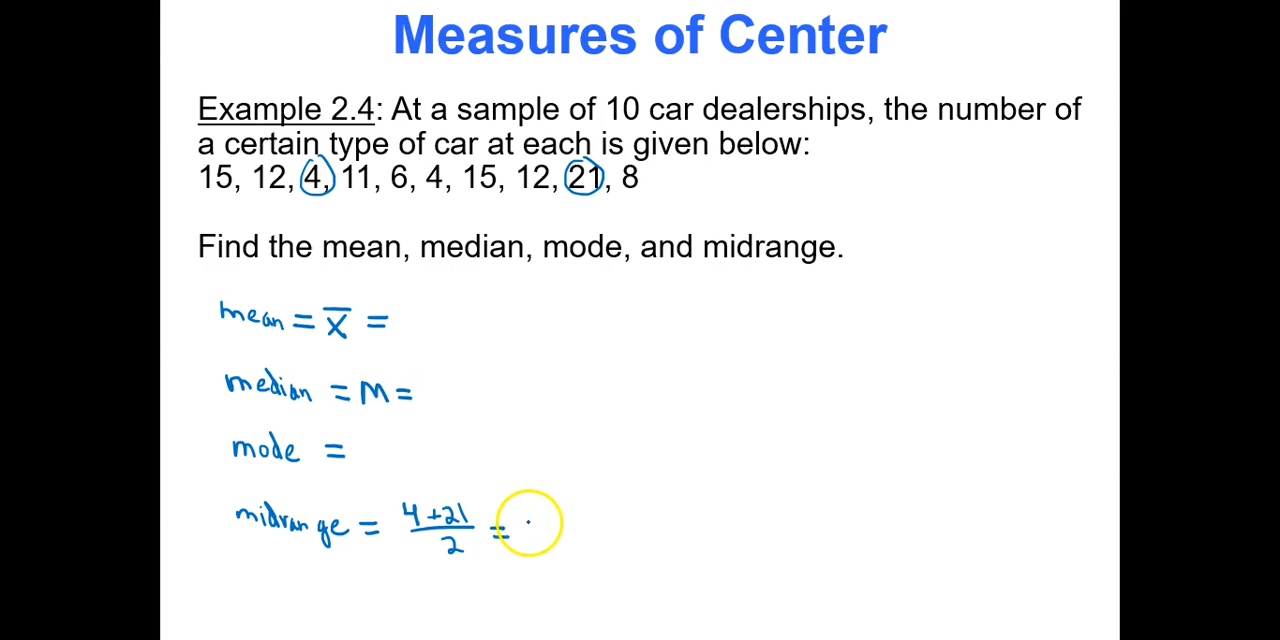 Measures of Center
Example 2.4: At a sample of 10 car dealerships, the number of
a certain type of car at each is given below:
15, 12, 4, 11, 6, 4, 15, 12, 21, 8
Find the mean, median, mode, and midrange.
mean = x̄ =
median = M =
mode =
midrange = 4+21/2 =